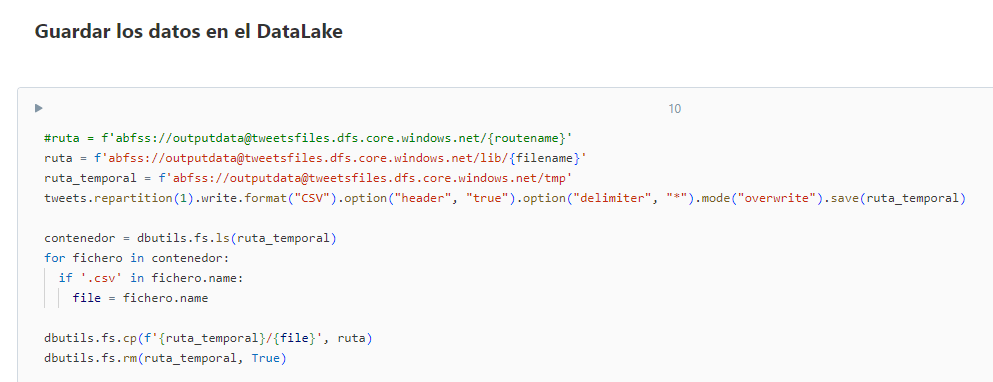 Guardar los datos en el DataLake
10
#ruta = f'abfss://outputdata@tweetsfiles.dfs.core.windows.net/{routename}'
ruta = f'abfss://outputdata@tweetsfiles.dfs.core.windows.net/lib/{filename}'
ruta_temporal = f'abfss://outputdata@tweetsfiles.dfs.core.windows.net/tmp'
tweets.repartition(1).write.format("CSV").option("header", "true").option("delimiter", "*").mode("overwrite").save(ruta_temporal)
contenedor = dbutils.fs.ls(ruta_temporal)
for fichero in contenedor:
if '.csv' in fichero.name:
file = fichero.name
dbutils.fs.cp(f'{ruta_temporal}/{file}', ruta)
dbutils.fs.rm(ruta_temporal, True)